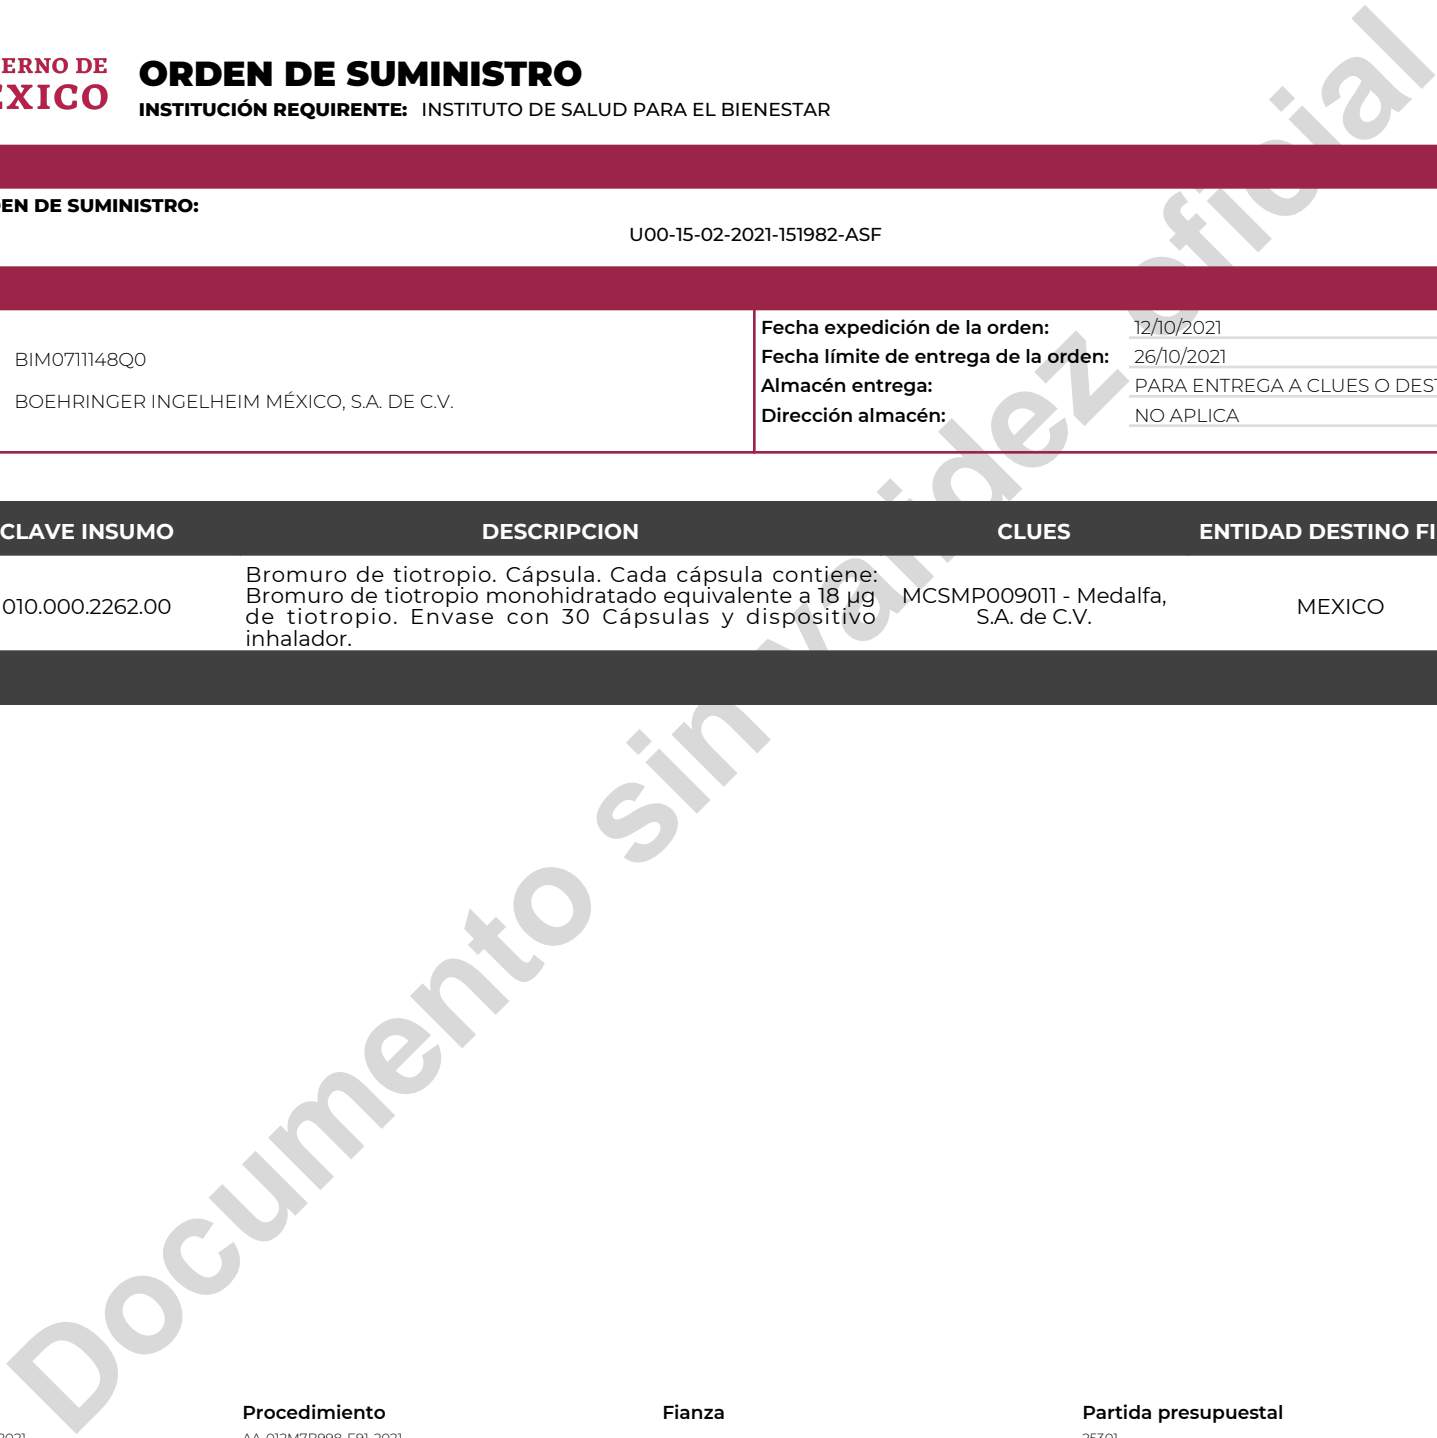 ERNO DE
EXICO
ORDEN DE SUMINISTRO
INSTITUCIÓN REQUIRENTE: INSTITUTO DE SALUD PARA EL BIENESTAR
EN DE SUMINISTRO:
U00-15-02-2021-151982-ASF
BIM0711148Q0
BOEHRINGER INGELHEIM MÉXICO, S.A. DE C.V.
Fecha expedición de la orden: 12/10/2021
Fecha límite de entrega de la orden: 26/10/2021
Almacén entrega: PARA ENTREGA A CLUES O DEST
Dirección almacén: NO APLICA
CLAVE INSUMO DESCRIPCION CLUES ENTIDAD DESTINO FI
010.000.2262.00
Bromuro de tiotropio. Cápsula. Cada cápsula contiene:
Bromuro de tiotropio monohidratado equivalente a 18 µg
de tiotropio. Envase con 30 Cápsulas y dispositivo
inhalador.
MCSMP009011 - Medalfa,
S.A. de C.V.
MEXICO
Documento sin validez oficial
Procedimiento Fianza Partida presupuestal